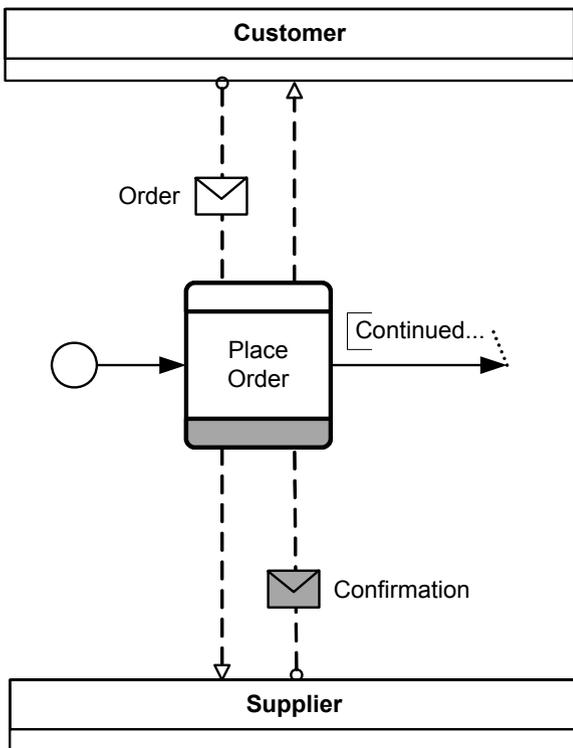 Customer
Order
Continued...
Place
Order
Confirmation
Supplier